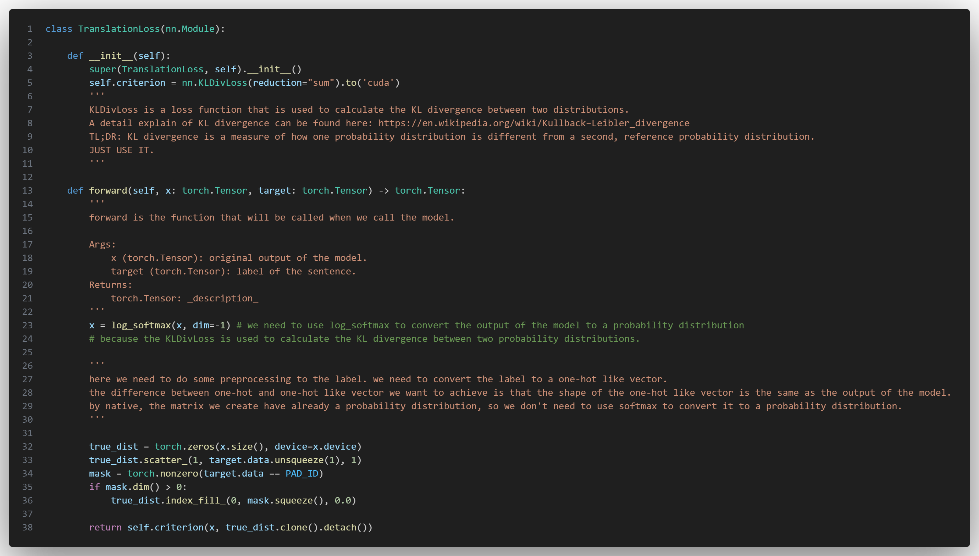 1 class TranslationLoss(nn.Module):
2
3 def __init__(self):
4 super(TranslationLoss, self).__init__()
5 self.criterion = nn.KLDivLoss(reduction="sum").to('cuda')
6 '''
7 KLDivLoss is a loss function that is used to calculate the KL divergence between two distributions.
8 A detail explain of KL divergence can be found here: https://en.wikipedia.org/wiki/Kullback–Leibler_divergence
9 TL;DR: KL divergence is a measure of how one probability distribution is different from a second, reference probability distribution.
10 JUST USE IT.
11 '''
12
13 def forward(self, x: torch.Tensor, target: torch.Tensor) -> torch.Tensor:
14 '''
15 forward is the function that will be called when we call the model.
16
17 Args:
18 x (torch.Tensor): original output of the model.
19 target (torch.Tensor): label of the sentence.
20 Returns:
21 torch.Tensor: _description_
22 '''
23 x = log_softmax(x, dim=-1) # we need to use log_softmax to convert the output of the model to a probability distribution
24 # because the KLDivLoss is used to calculate the KL divergence between two probability distributions.
25
26 '''
27 here we need to do some preprocessing to the label. we need to convert the label to a one-hot like vector.
28 the difference between one-hot and one-hot like vector we want to achieve is that the shape of the one-hot like vector is the same as the output of the model.
29 by native, the matrix we create have already a probability distribution, so we don't need to use softmax to convert it to a probability distribution.
30 '''
31
32 true_dist = torch.zeros(x.size(), device=x.device)
33 true_dist.scatter_(1, target.data.unsqueeze(1), 1)
34 mask = torch.nonzero(target.data == PAD_ID)
35 if mask.dim() > 0:
36 true_dist.index_fill_(0, mask.squeeze(), 0.0)
37
38 return self.criterion(x, true_dist.clone().detach())